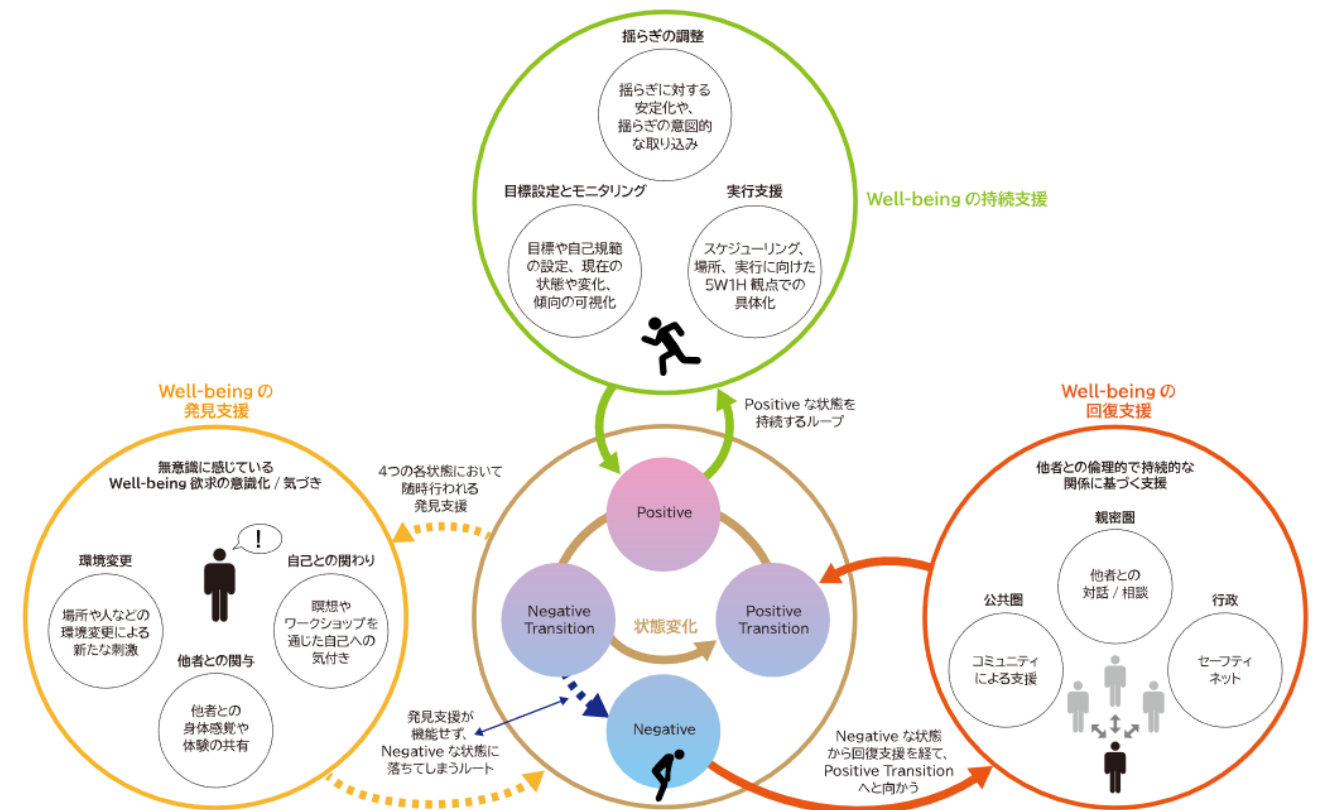 揺らぎの調整
揺らぎに対する
安定化や、
揺らぎの意図的
な取り込み
目標設定とモニタリング
目標や自己規範
の設定、現在の
状態や変化、
傾向の可視化
実行支援
スケジューリング、
場所、実行に向けた
5W1H 観点での
具体化
Well-being の持続支援
Positive な状態を
持続するループ
Well-being の
発見支援
無意識に感じている
Well-being 欲求の意識化 / 気づき
!
環境変更
場所や人などの
環境変更による
新たな刺激
自己との関わり
瞑想や
ワークショップを
通じた自己への
気付き
他者との関与
他者との
身体感覚や
体験の共有
4つの各状態において
随時行われる
発見支援
Positive
Negative
Transition
状態変化
Positive
Transition
Negative
発見支援が
機能せず、
Negative な状態に
落ちてしまうルート
Negative な状態
から回復支援を経て、
Positive Transition
へと向かう
Well-being の
回復支援
他者との倫理的で持続的な
関係に基づく支援
親密圏
他者との
対話 / 相談
公共圏
コミュニティ
による支援
行政
セーフティ
ネット